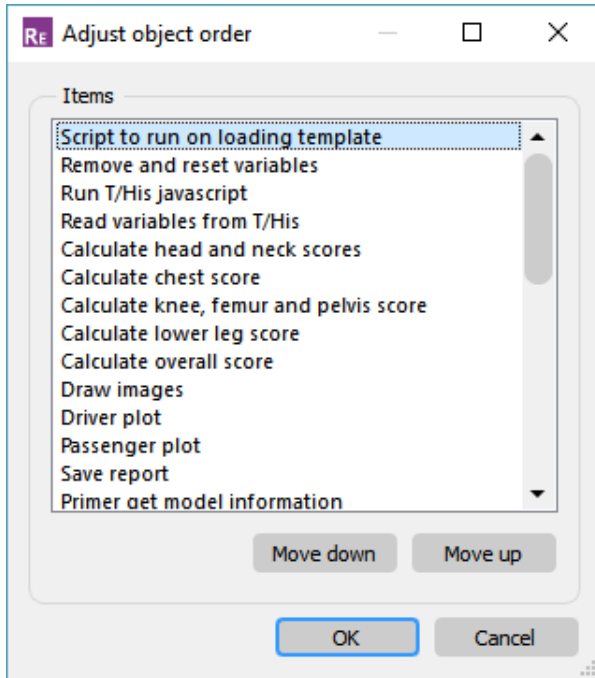 RE Adjust object order
Items
Script to run on loading template
Remove and reset variables
Run T/His javascript
Read variables from T/His
Calculate head and neck scores
Calculate chest score
Calculate knee, femur and pelvis score
Calculate lower leg score
Calculate overall score
Draw images
Driver plot
Passenger plot
Save report
Primer get model information
Move down Move up
OK Cancel